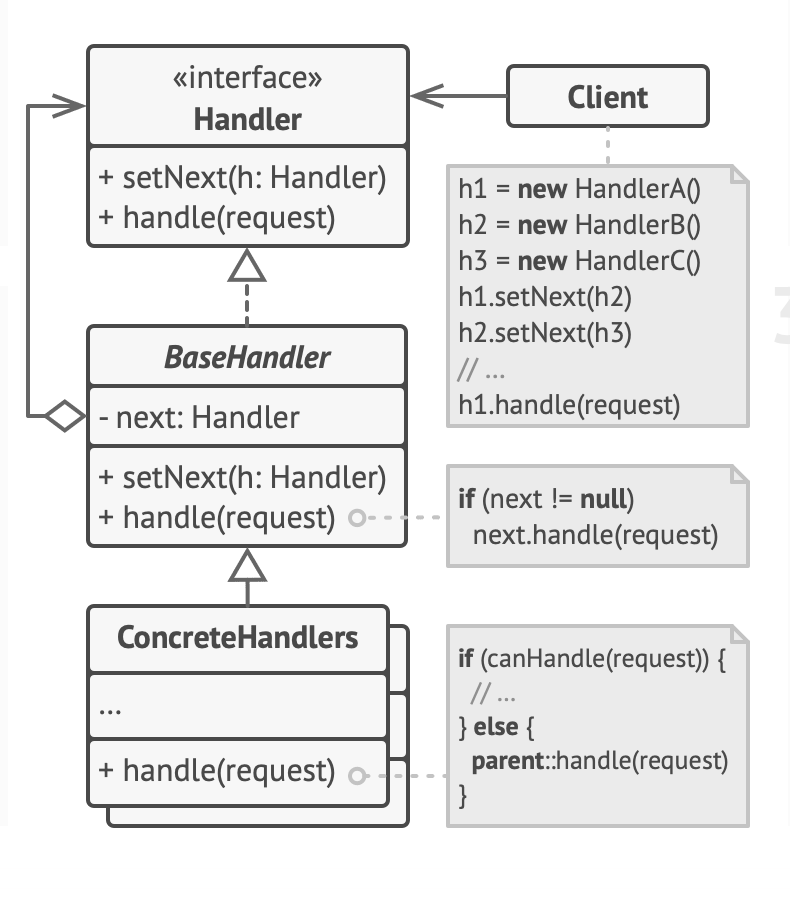 «interface»
Handler
+ setNext(h: Handler)
+ handle(request)
Client
h1 = new HandlerA()
h2 = new HandlerB()
h3 = new HandlerC()
h1.setNext(h2)
h2.setNext(h3)
// ...
h1.handle(request)
BaseHandler
- next: Handler
+ setNext(h: Handler)
+ handle(request)
if (next != null)
next.handle(request)
ConcreteHandlers
...
+ handle(request)
if (canHandle(request)) {
// ...
} else {
parent::handle(request)
}